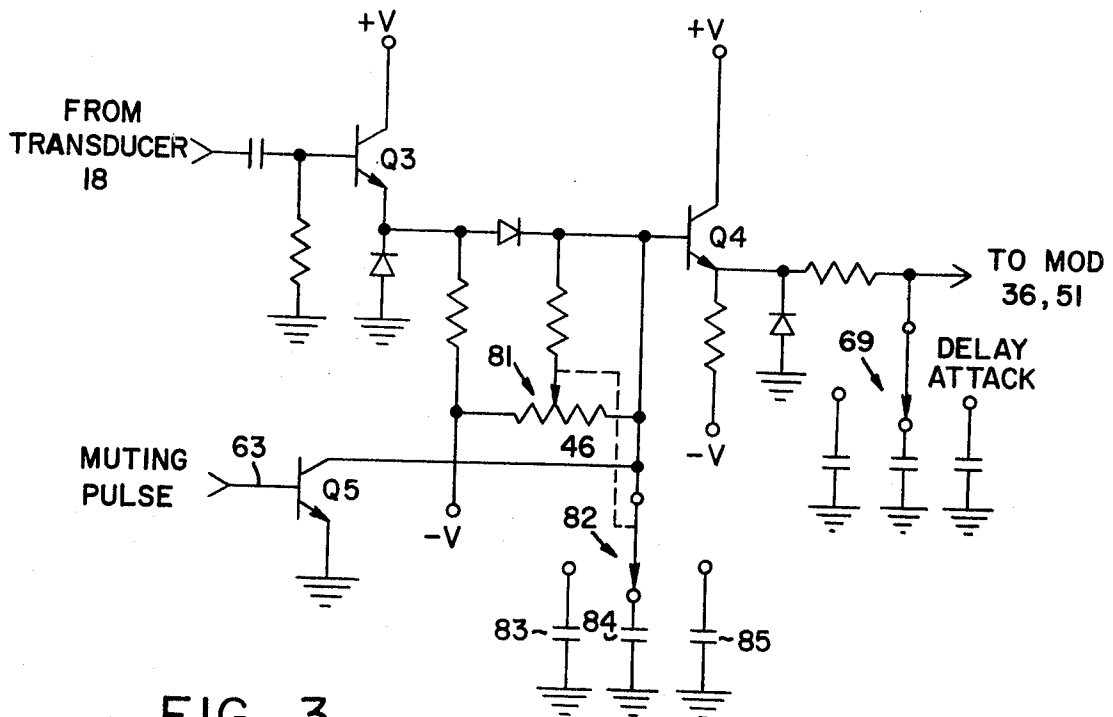 +V
+V
FROM
TRANSDUCER
18
Q3
Q4
TO MOD
36,51
81
69
DELAY
ATTACK
46
-V
MUTING
PULSE
63
Q5
-V
82
83
84
85
FIG. 3